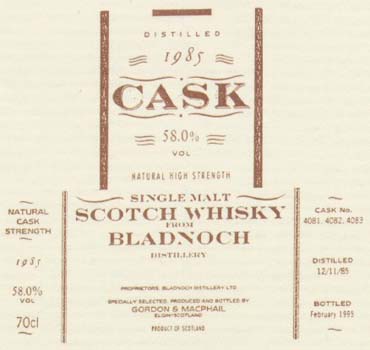 DISTILLED
1985
CASK
58.0%
VOL
NATURAL HIGH STRENGTH
SINGLE MALT
SCOTCH WHISKY
FROM
BLADNOCH
DISTILLERY
PROPRIETORS: BLADNOCH DISTILLERY LTD
SPECIALLY SELECTED, PRODUCED AND BOTTLED BY
GORDON & MACPHAIL
ELGIN·SCOTLAND
PRODUCT OF SCOTLAND
NATURAL
CASK
STRENGTH
1985
58.0%
VOL
70cl
CASK No.
4081, 4082, 4083
DISTILLED
12/11/85
BOTTLED
February 1995